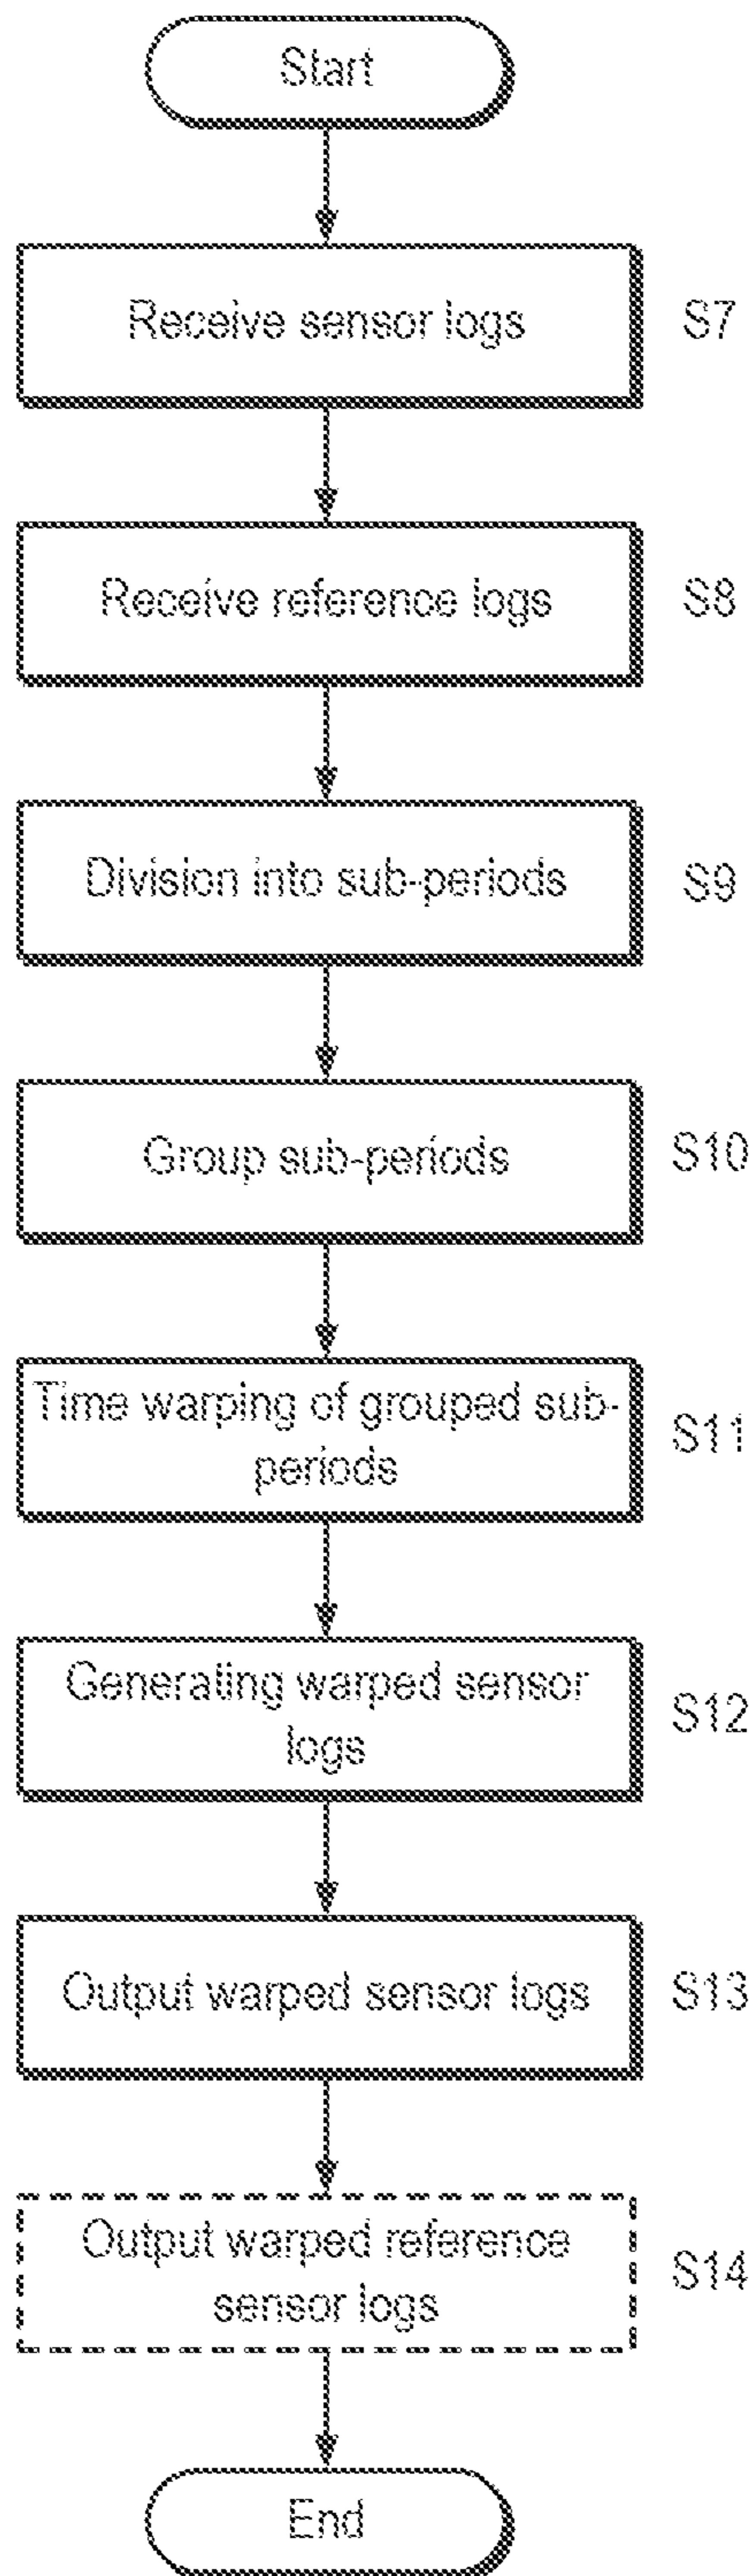 Start
Receive sensor logs
S7
Receive reference logs
S8
Division into sub-periods
S9
Group sub-periods
S10
Time warping of grouped sub-
periods
S11
Generating warped sensor
logs
S12
Output warped sensor logs
S13
Output warped reference
sensor logs
S14
End